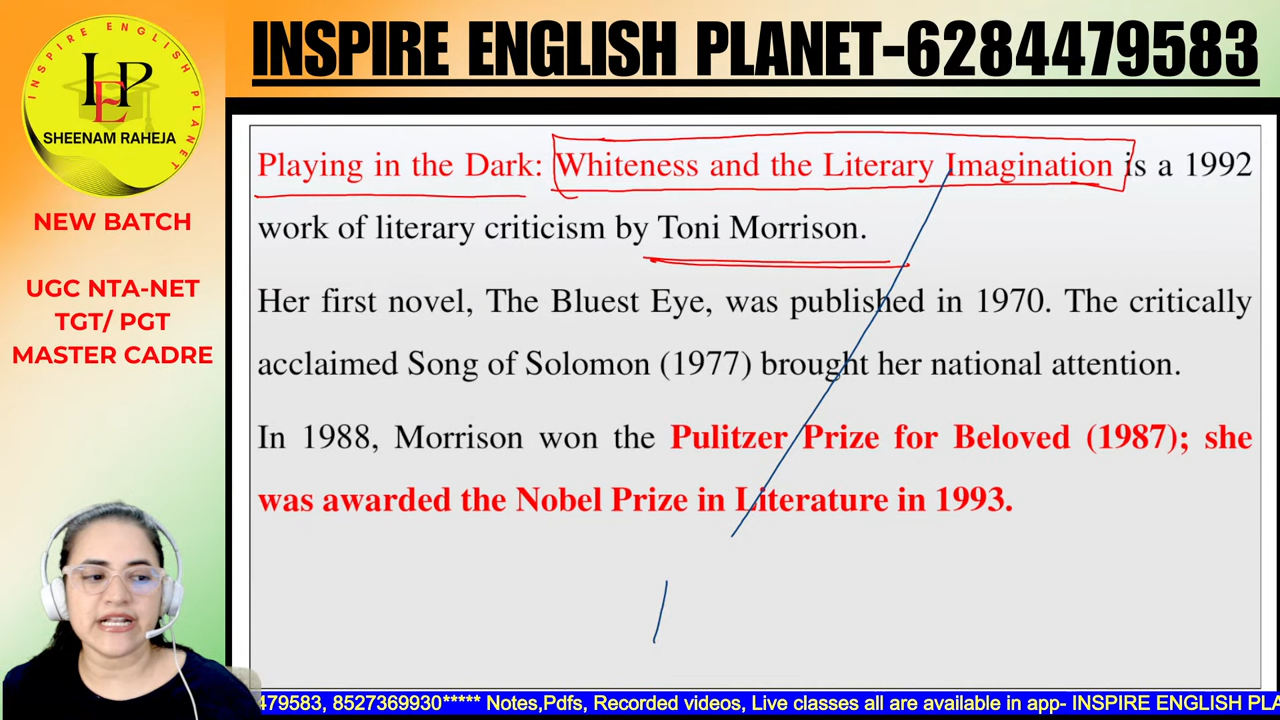 INSPIRE ENGLISH PLANET
IEP
SHEENAM RAHEJA
NEW BATCH
UGC NTA-NET
TGT/ PGT
MASTER CADRE
INSPIRE ENGLISH PLANET-6284479583
Playing in the Dark: Whiteness and the Literary Imagination is a 1992
work of literary criticism by Toni Morrison.
Her first novel, The Bluest Eye, was published in 1970. The critically
acclaimed Song of Solomon (1977) brought her national attention.
In 1988, Morrison won the Pulitzer Prize for Beloved (1987); she
was awarded the Nobel Prize in Literature in 1993.
479583, 8527369930***** Notes,Pdfs, Recorded videos, Live classes all are available in app- INSPIRE ENGLISH PLA